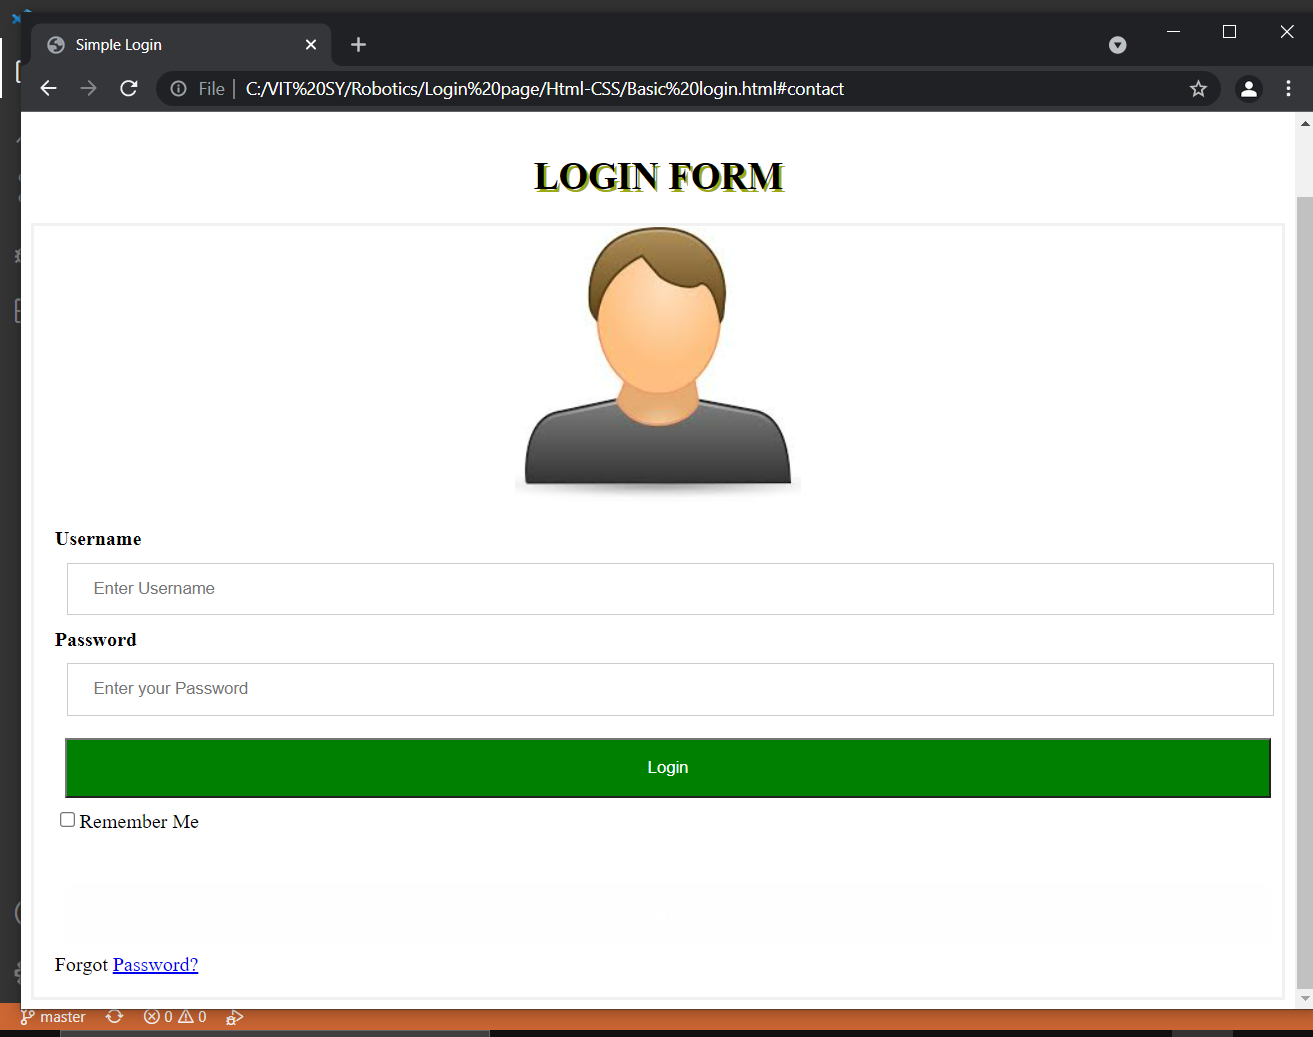 Simple Login
File | C:/VIT%20SY/Robotics/Login%20page/Html-CSS/Basic%20login.html#contact
LOGIN FORM
Username
Enter Username
Password
Enter your Password
Login
Remember Me
Forgot Password?
master 0 0